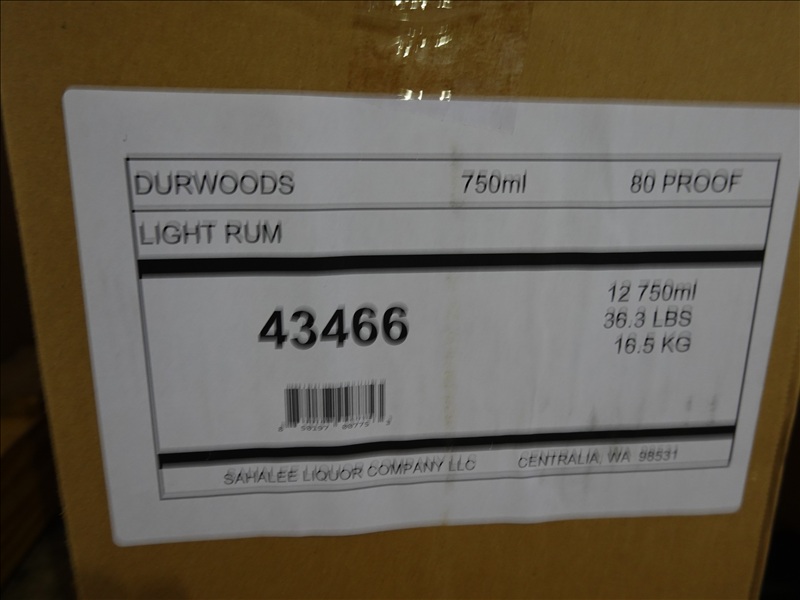 DURWOODS 750ml 80 PROOF
LIGHT RUM
43466
12 750ml
36.3 LBS
16.5 KG
SAHALEE LIQUOR COMPANY LLC CENTRALIA, WA 98531